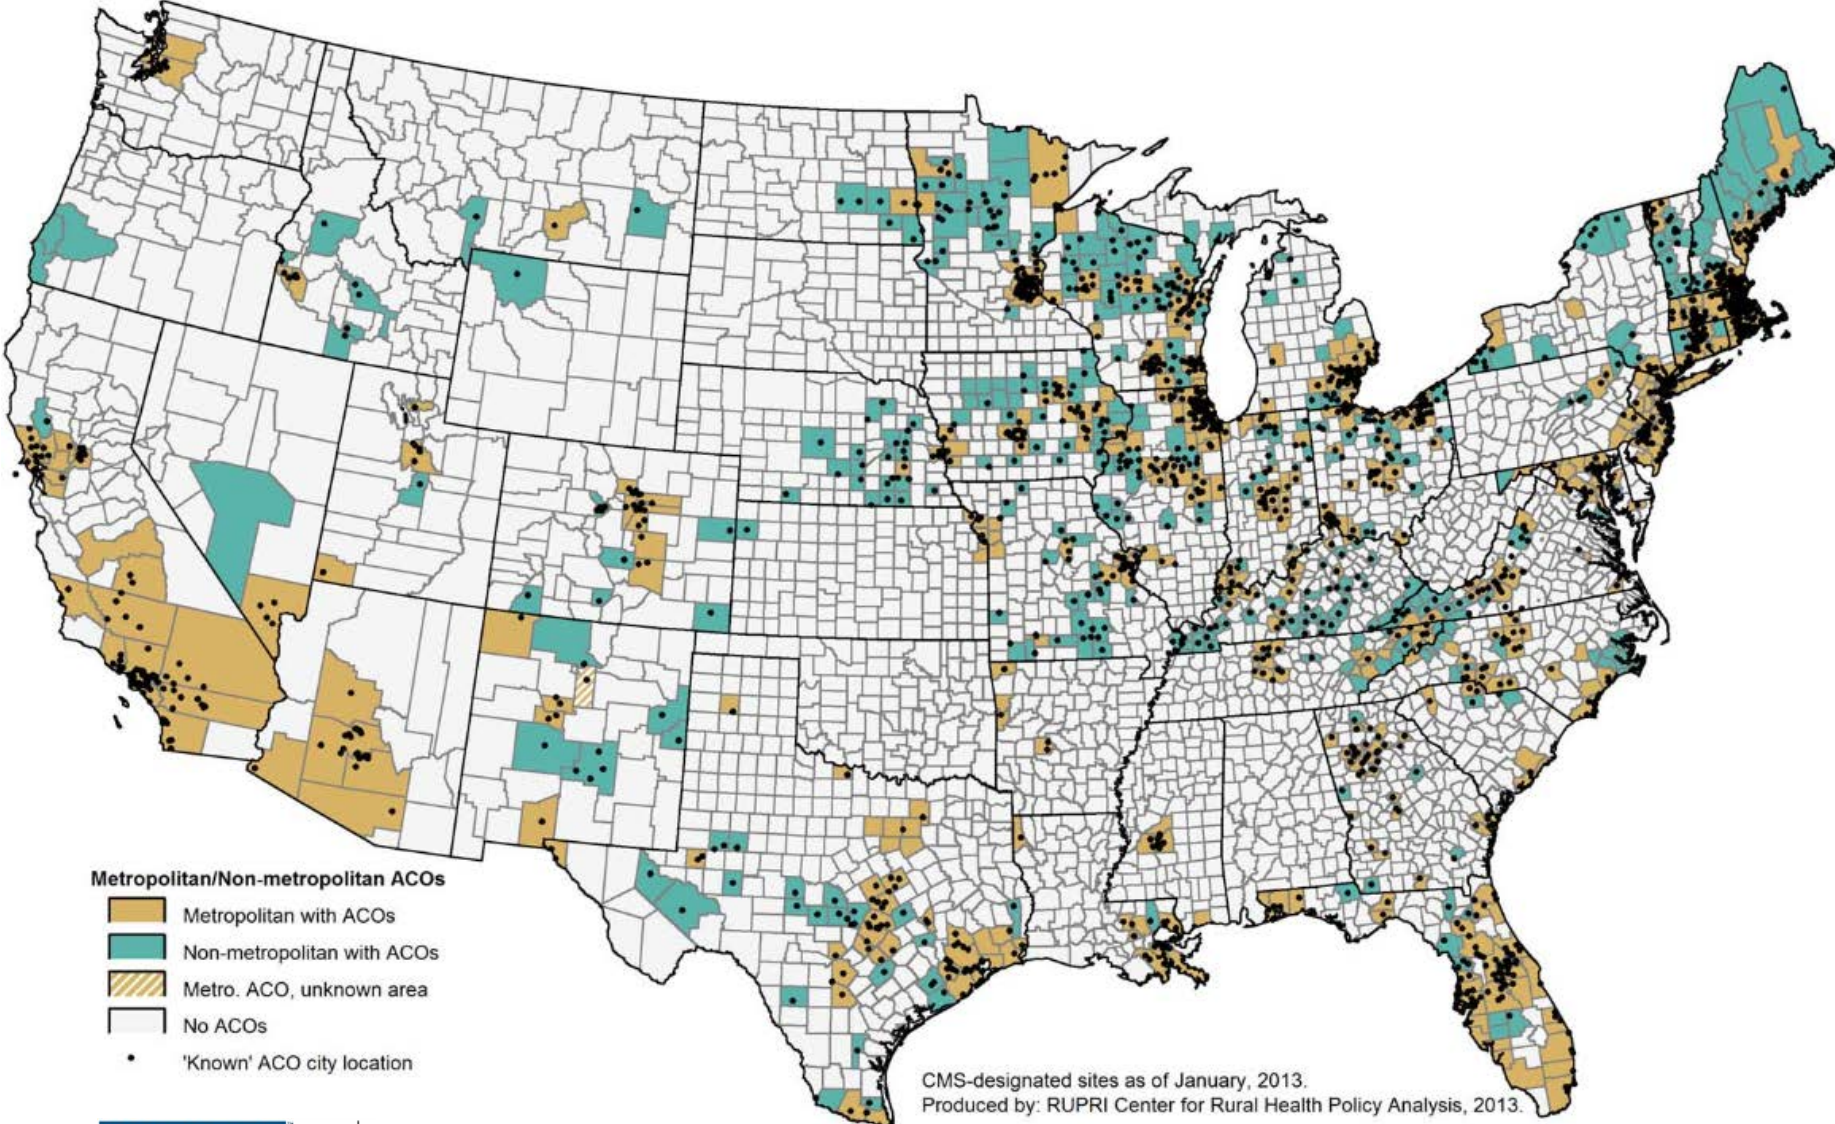 Metropolitan/Non-metropolitan ACOs
Metropolitan with ACOs
Non-metropolitan with ACOs
Metro. ACO, unknown area
No ACOs
'Known' ACO city location
CMS-designated sites as of January, 2013.
Produced by: RUPRI Center for Rural Health Policy Analysis, 2013.